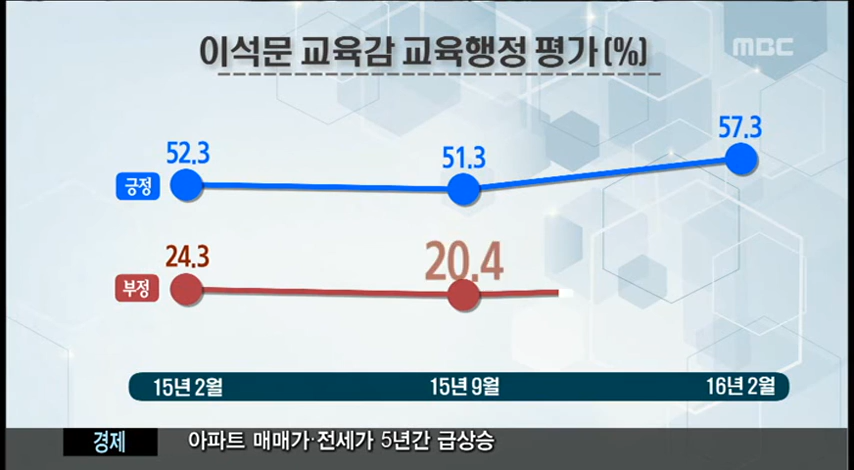 이석문 교육감 교육행정 평가(%)
MBC
52.3
51.3
57.3
긍정
24.3
20.4
부정
15년 2월
15년 9월
16년 2월
경제
아파트 매매가·전세가 5년간 급상승